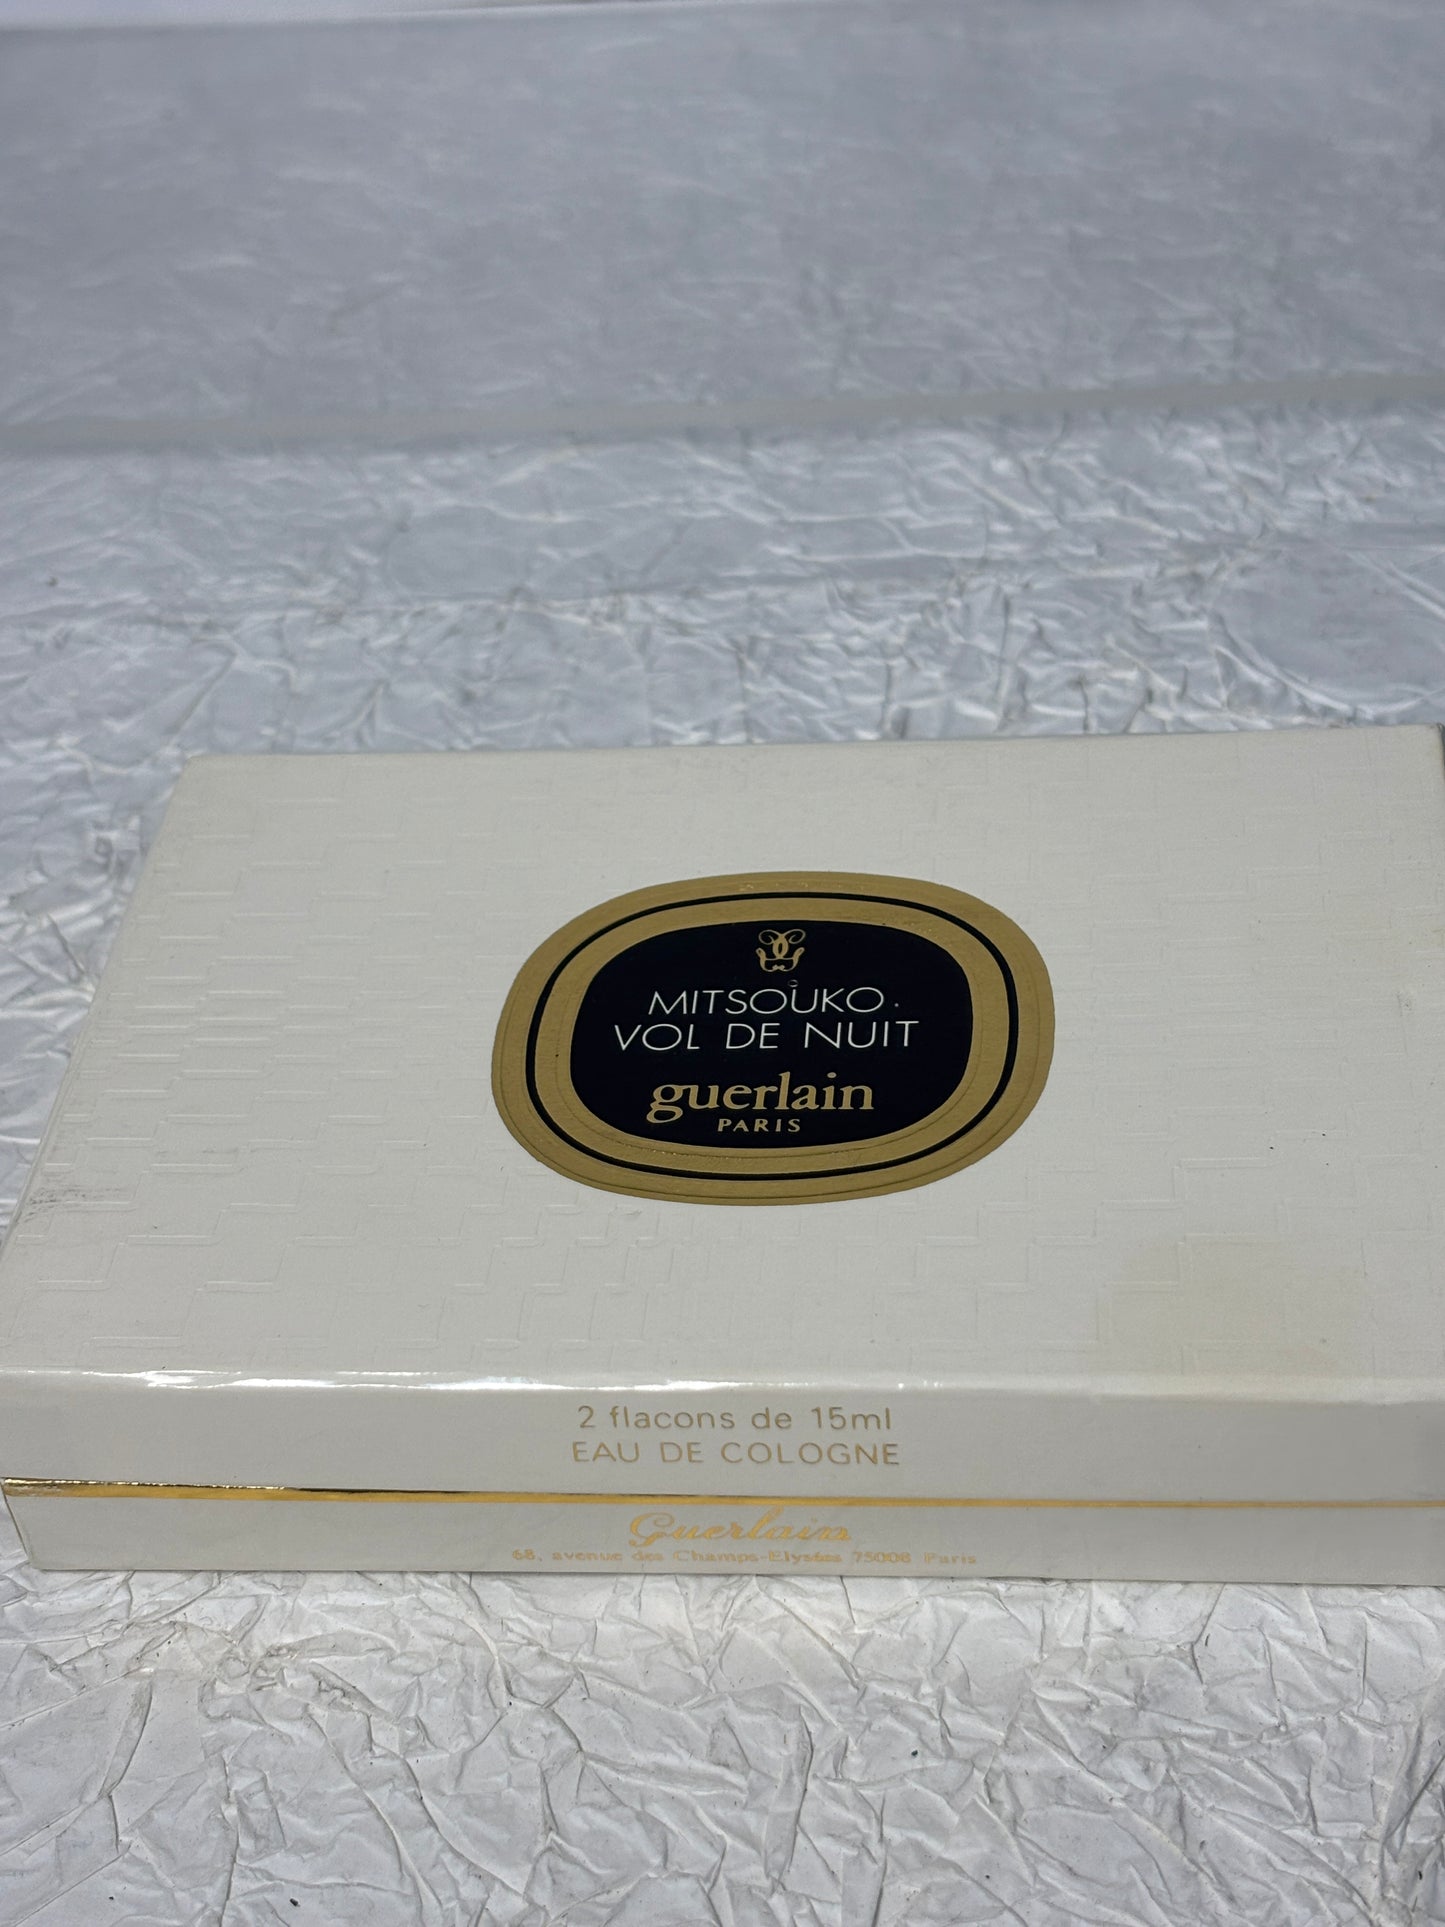 MITSOUKO.
VOL DE NUIT
guerlain
PARIS
2 flacons de 15ml
EAU DE COLOGNE
Guerlain
68, avenue des Champs-Elysées 75008 Paris